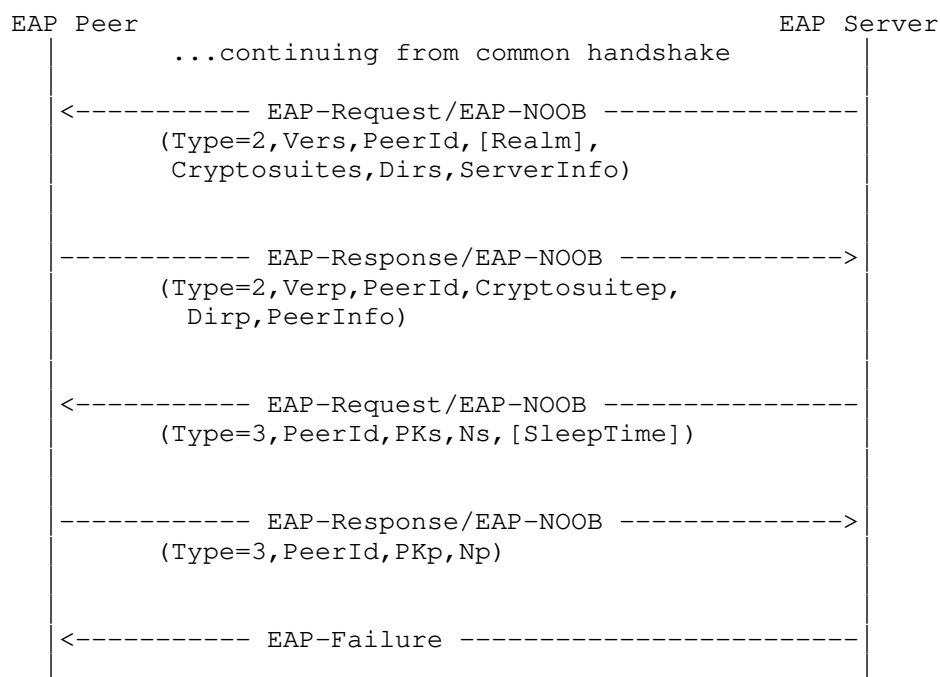 EAP Peer EAP Server
...continuing from common handshake
<----------- EAP-Request/EAP-NOOB ----------------
(Type=2,Vers,PeerId,[Realm],
Cryptosuites,Dirs,ServerInfo)
------------ EAP-Response/EAP-NOOB -------------->
(Type=2,Verp,PeerId,Cryptosuitep,
Dirp,PeerInfo)
<----------- EAP-Request/EAP-NOOB ----------------
(Type=3,PeerId,PKs,Ns,[SleepTime])
------------ EAP-Response/EAP-NOOB -------------->
(Type=3,PeerId,PKp,Np)
<----------- EAP-Failure -------------------------